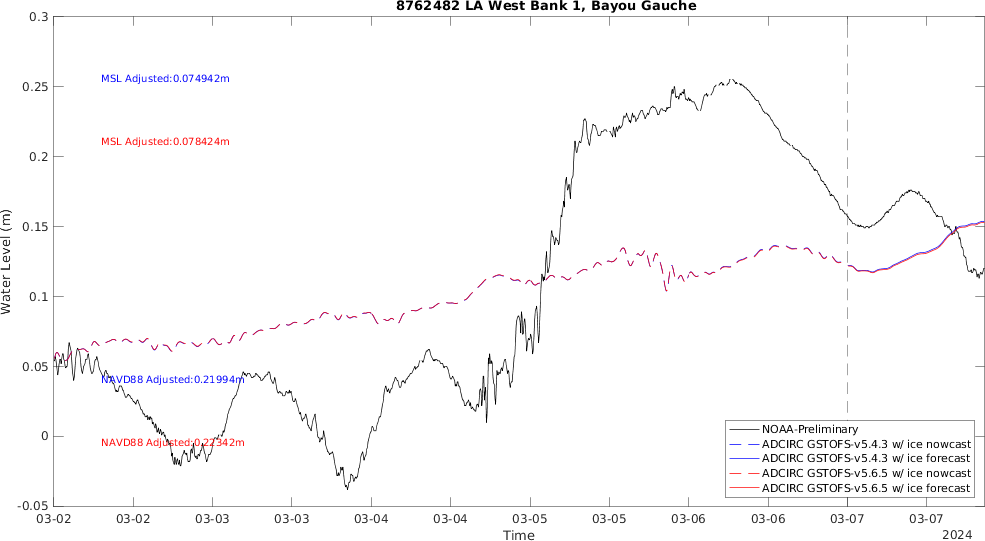 8762482 LA West Bank 1, Bayou Gauche
0.3
0.25
0.2
0.15
0.1
0.05
0
-0.05
Water Level (m)
MSL Adjusted:0.074942m
MSL Adjusted:0.078424m
NAVD88 Adjusted:0.21994m
NAVD88 Adjusted:0.22342m
NOAA-Preliminary
ADCIRC GSTOFS-v5.4.3 w/ ice nowcast
ADCIRC GSTOFS-v5.4.3 w/ ice forecast
ADCIRC GSTOFS-v5.6.5 w/ ice nowcast
ADCIRC GSTOFS-v5.6.5 w/ ice forecast
03-02 03-02 03-03 03-03 03-04 03-04 03-05 03-05 03-06 03-06 03-07 03-07
Time
2024